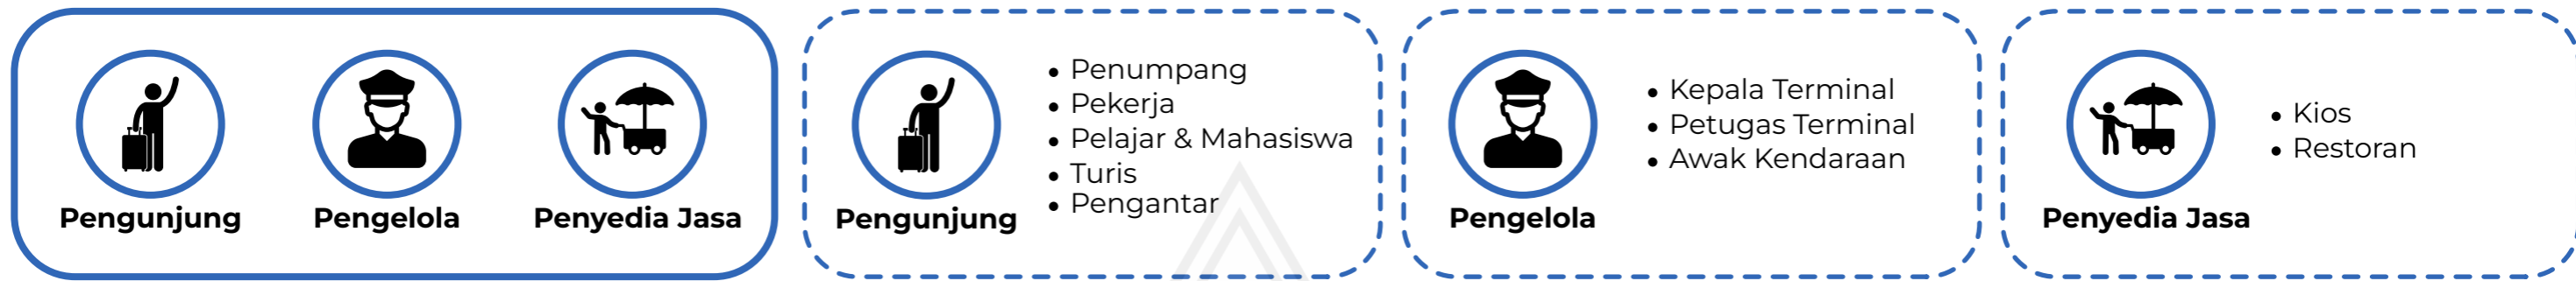 Pengunjung
Pengelola
Penyedia Jasa
Pengunjung
• Penumpang
• Pekerja
• Pelajar & Mahasiswa
• Turis
• Pengantar
Pengelola
• Kepala Terminal
• Petugas Terminal
• Awak Kendaraan
Penyedia Jasa
• Kios
• Restoran